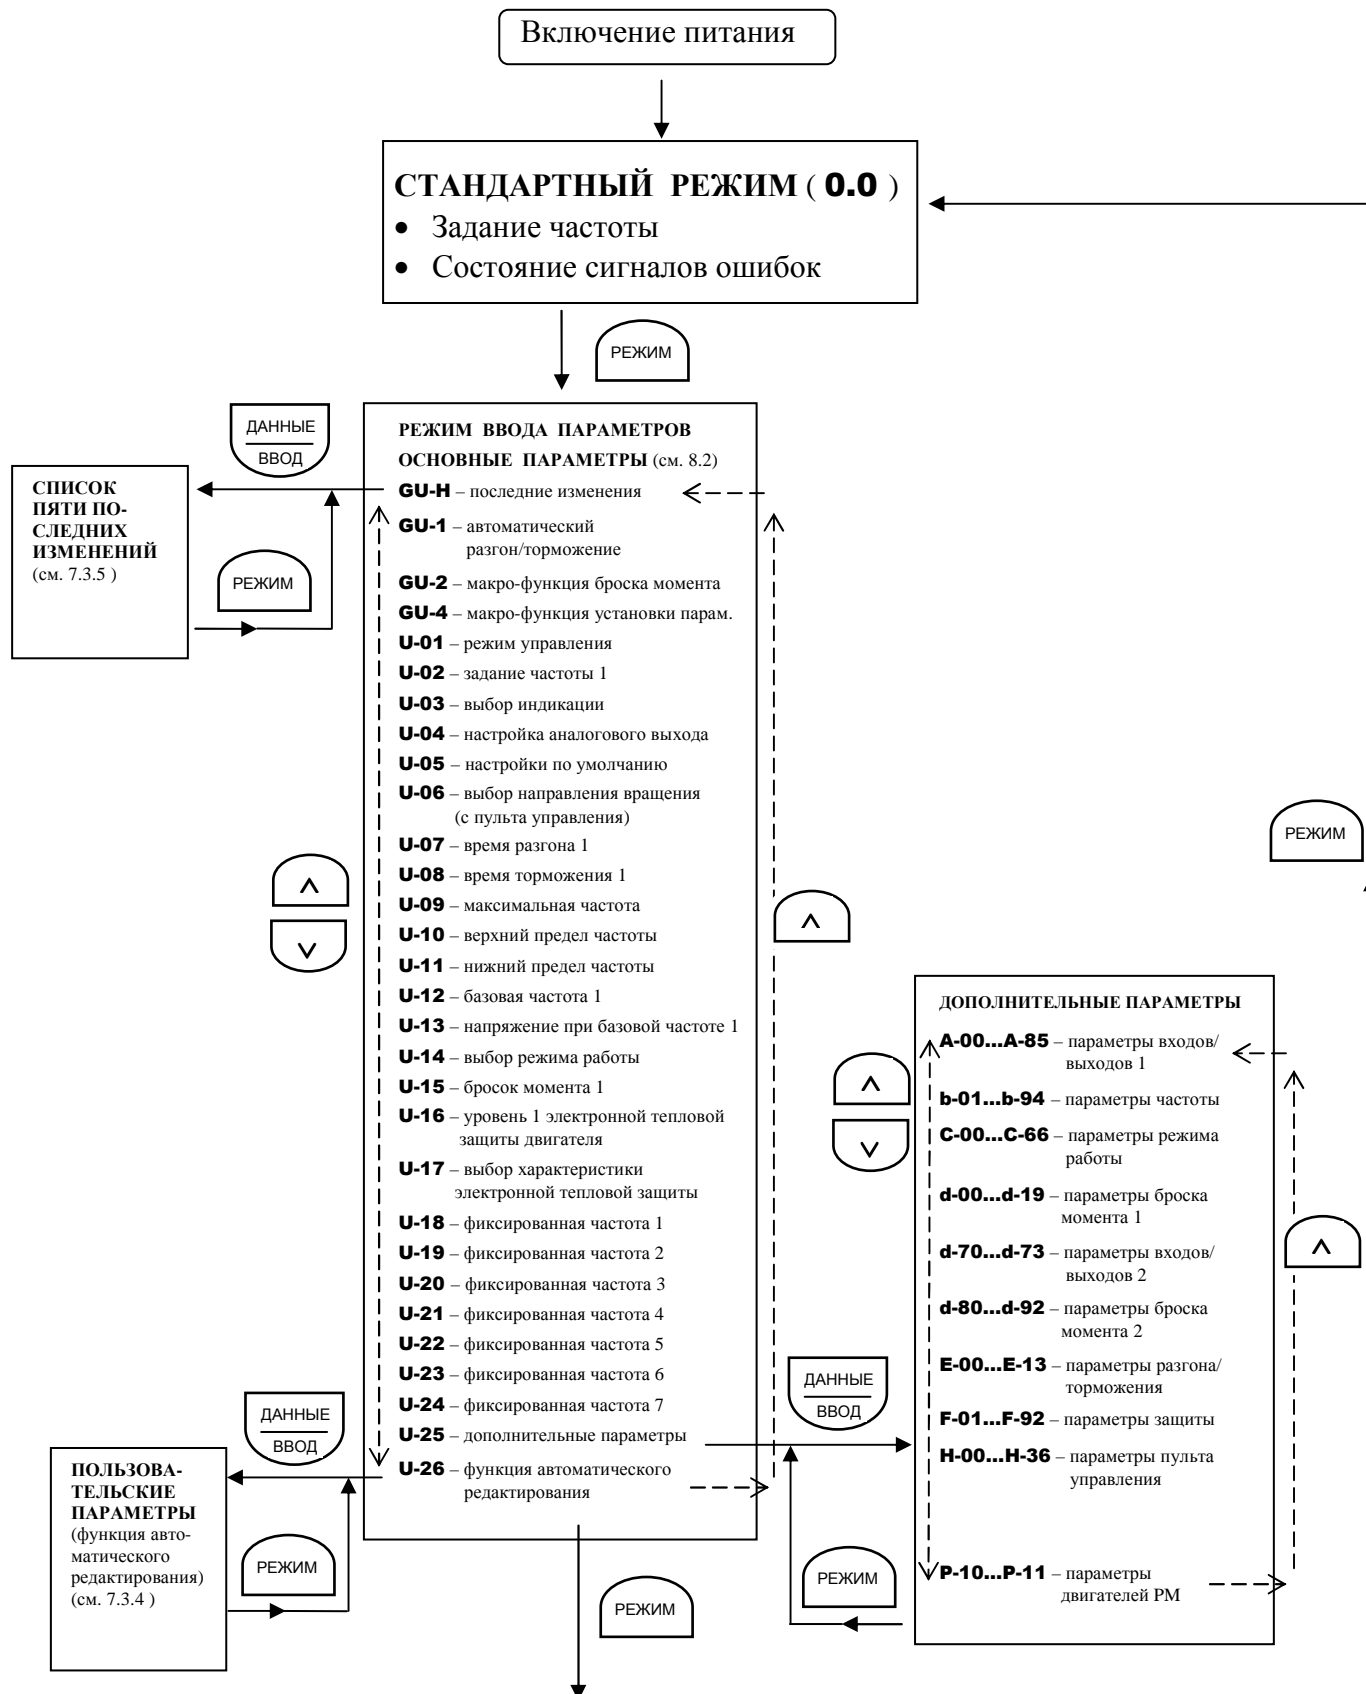 Включение питания
СТАНДАРТНЫЙ РЕЖИМ ( 0.0 )
• Задание частоты
• Состояние сигналов ошибок
РЕЖИМ
ДАННЫЕ
ВВОД
СПИСОК
ПЯТИ ПО-
СЛЕДНИХ
ИЗМЕНЕНИЙ
(см. 7.3.5 )
РЕЖИМ
РЕЖИМ ВВОДА ПАРАМЕТРОВ
ОСНОВНЫЕ ПАРАМЕТРЫ (см. 8.2)
GU-H – последние изменения
GU-1 – автоматический
разгон/торможение
GU-2 – макро-функция броска момента
GU-4 – макро-функция установки парам.
U-01 – режим управления
U-02 – задание частоты 1
U-03 – выбор индикации
U-04 – настройка аналогового выхода
U-05 – настройки по умолчанию
U-06 – выбор направления вращения
(с пульта управления)
U-07 – время разгона 1
U-08 – время торможения 1
U-09 – максимальная частота
U-10 – верхний предел частоты
U-11 – нижний предел частоты
U-12 – базовая частота 1
U-13 – напряжение при базовой частоте 1
U-14 – выбор режима работы
U-15 – бросок момента 1
U-16 – уровень 1 электронной тепловой
защиты двигателя
U-17 – выбор характеристики
электронной тепловой защиты
U-18 – фиксированная частота 1
U-19 – фиксированная частота 2
U-20 – фиксированная частота 3
U-21 – фиксированная частота 4
U-22 – фиксированная частота 5
U-23 – фиксированная частота 6
U-24 – фиксированная частота 7
U-25 – дополнительные параметры
U-26 – функция автоматического
редактирования
ДАННЫЕ
ВВОД
ПОЛЬЗОВА-
ТЕЛЬСКИЕ
ПАРАМЕТРЫ
(функция авто-
матического
редактирования)
(см. 7.3.4 )
РЕЖИМ
РЕЖИМ
ДАННЫЕ
ВВОД
РЕЖИМ
РЕЖИМ
ДОПОЛНИТЕЛЬНЫЕ ПАРАМЕТРЫ
A-00...A-85 – параметры входов/
выходов 1
b-01...b-94 – параметры частоты
C-00...C-66 – параметры режима
работы
d-00...d-19 – параметры броска
момента 1
d-70...d-73 – параметры входов/
выходов 2
d-80...d-92 – параметры броска
момента 2
E-00...E-13 – параметры разгона/
торможения
F-01...F-92 – параметры защиты
H-00...H-36 – параметры пульта
управления
P-10...P-11 – параметры
двигателей РМ